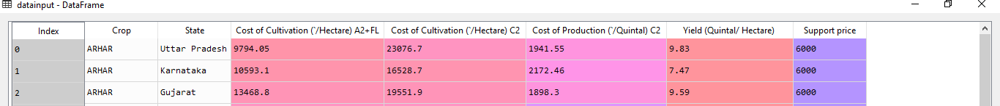 datainput - DataFrame
Index Crop State Cost of Cultivation (`/Hectare) A2+FL Cost of Cultivation (`/Hectare) C2 Cost of Production (`/Quintal) C2 Yield (Quintal/ Hectare) Support price
0 ARHAR Uttar Pradesh 9794.05 23076.7 1941.55 9.83 6000
1 ARHAR Karnataka 10593.1 16528.7 2172.46 7.47 6000
2 ARHAR Gujarat 13468.8 19551.9 1898.3 9.59 6000